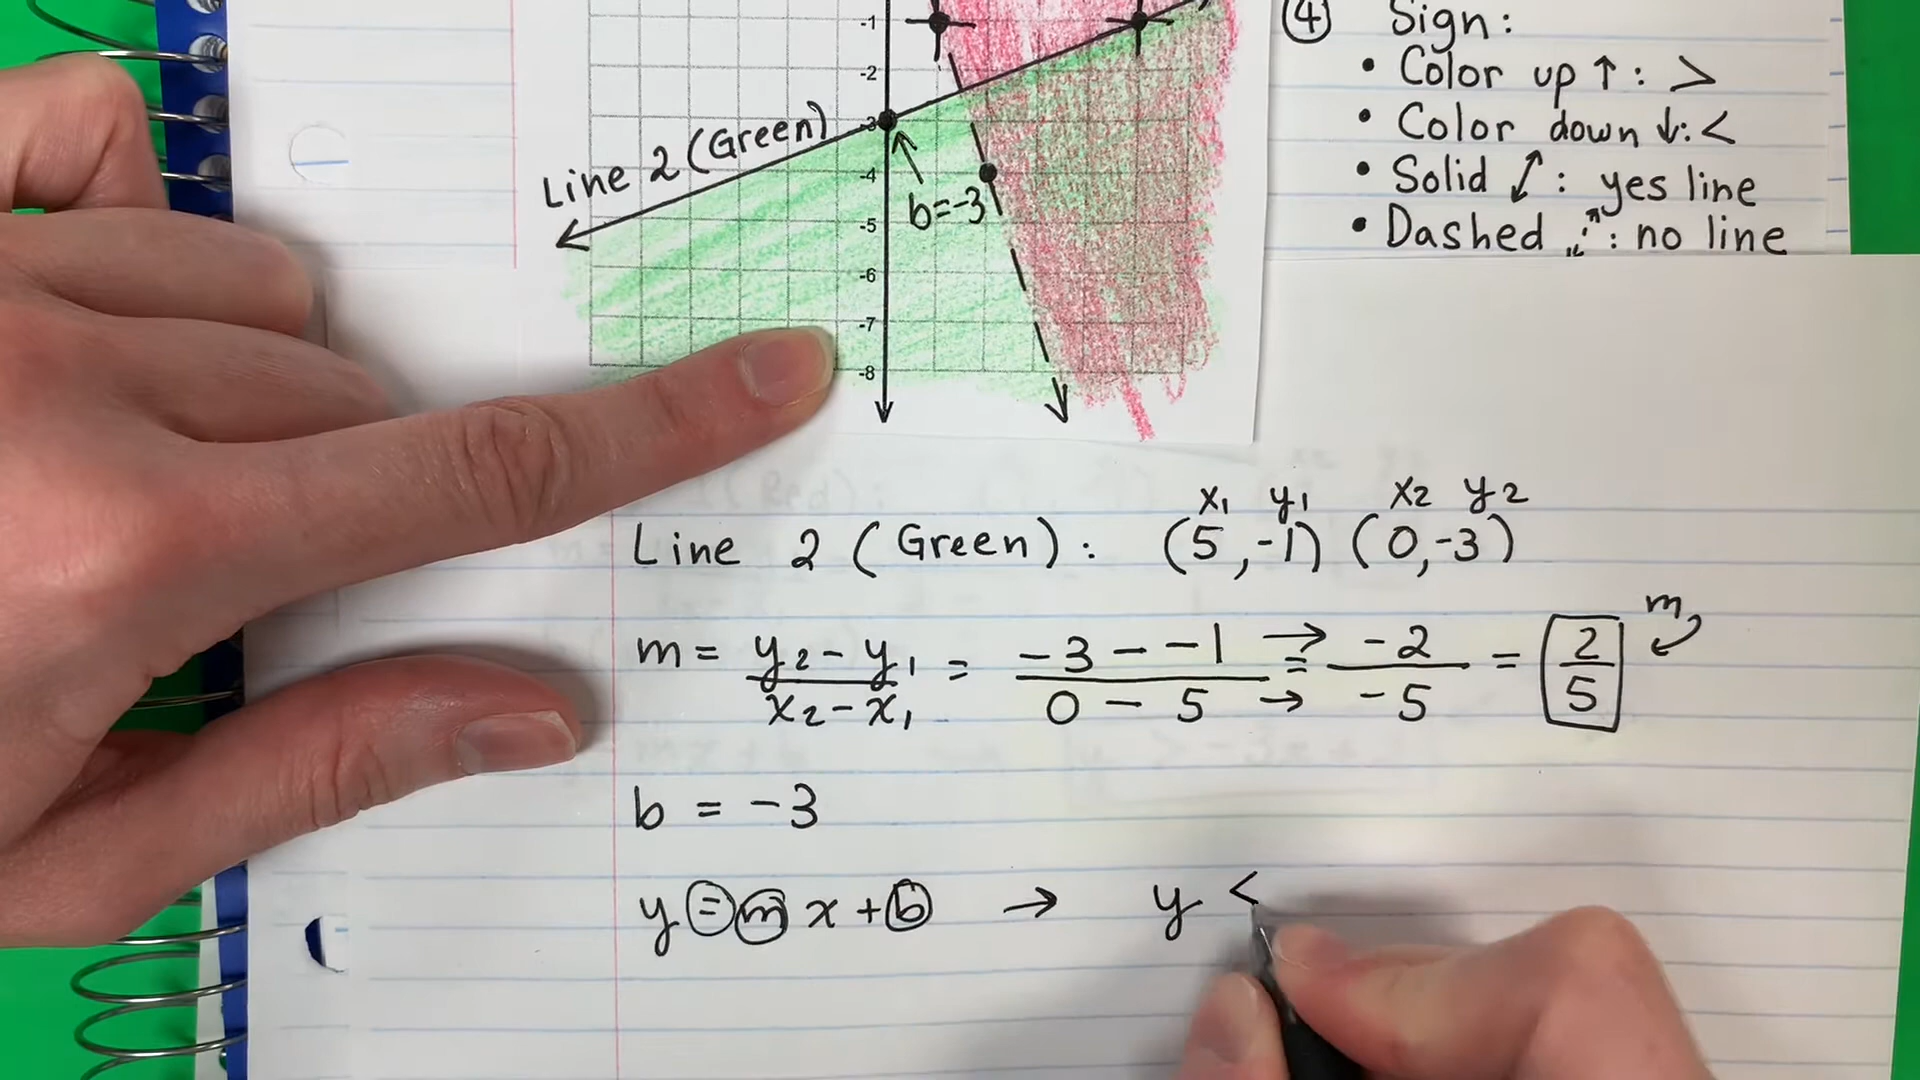 ④ Sign:
• Color up ↑: >
• Color down ↓: <
• Solid ↗↙: yes line
• Dashed ⋰: no line
-1
-2
-3
-4
-5
-6
-7
-8
Line 2 (Green)
b=-3
x₁ y₁ x₂ y₂
Line 2 (Green): (5,-1) (0,-3)
m = y₂-y₁/x₂-x₁ = -3--1/0-5 →=→ -2/-5 = 2/5 m
b = -3
y = mx + b → y <